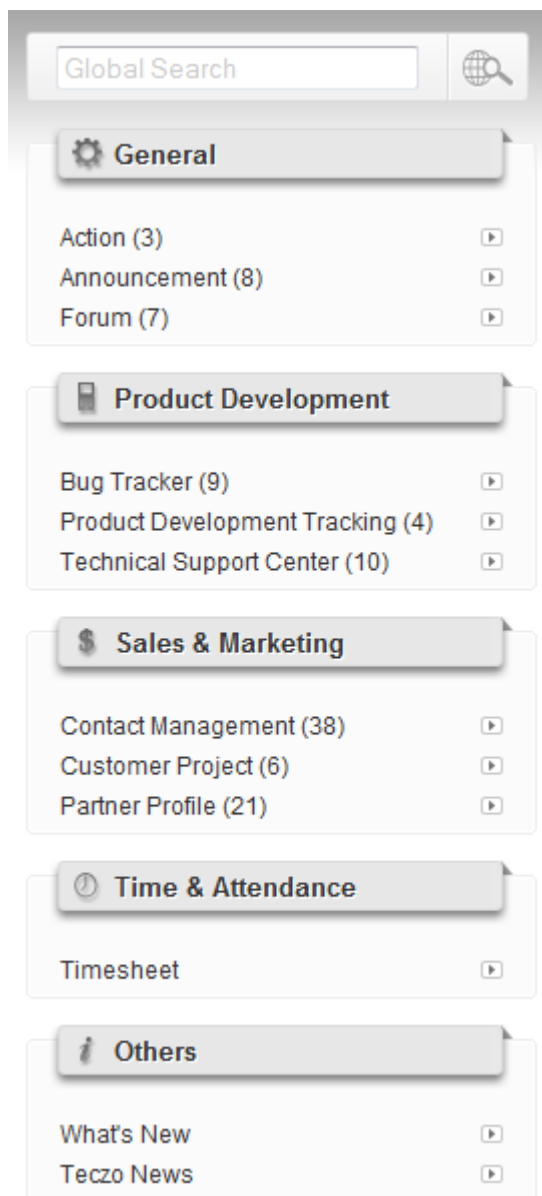 Global Search
General
Action (3)
Announcement (8)
Forum (7)
Product Development
Bug Tracker (9)
Product Development Tracking (4)
Technical Support Center (10)
Sales & Marketing
Contact Management (38)
Customer Project (6)
Partner Profile (21)
Time & Attendance
Timesheet
Others
What's New
Teczo News